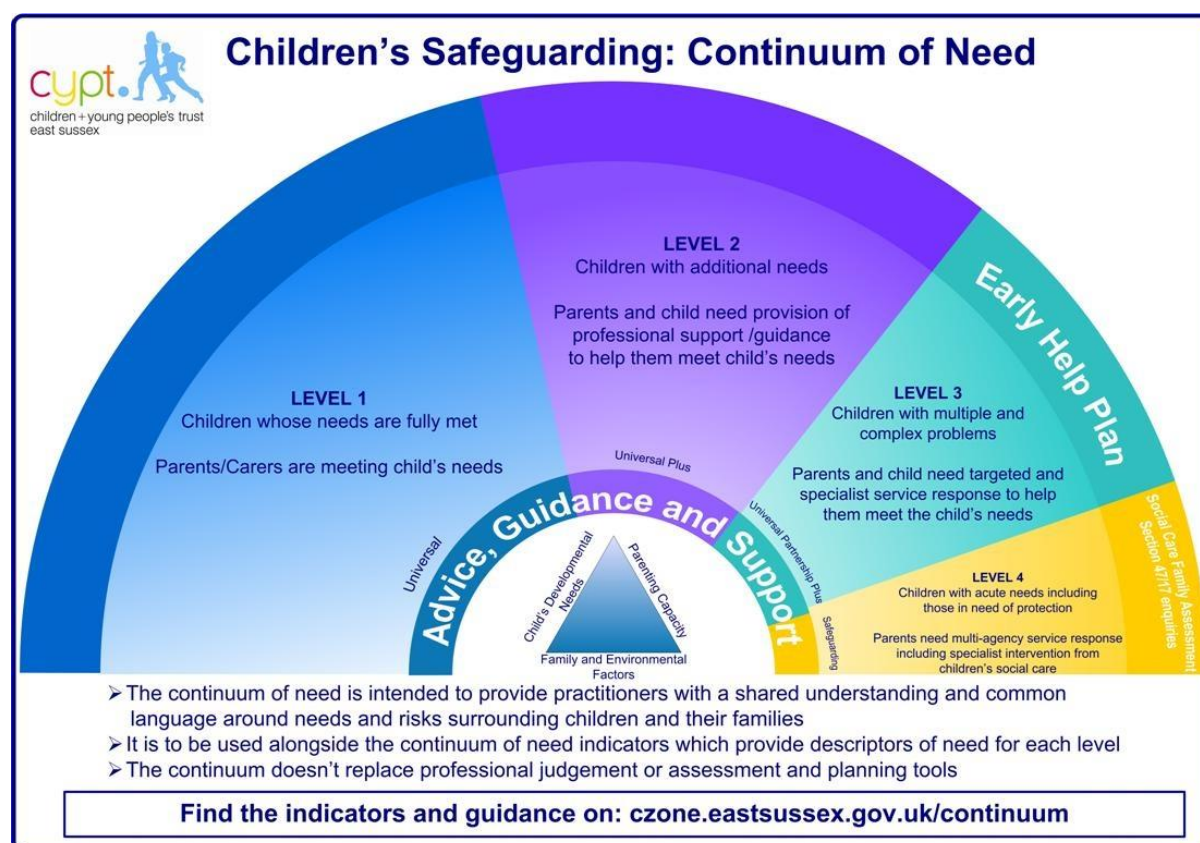 Children's Safeguarding: Continuum of Need
cypt.
children + young people's trust
east sussex
LEVEL 1
Children whose needs are fully met
Parents/Carers are meeting child's needs
LEVEL 2
Children with additional needs
Parents and child need provision of
professional support /guidance
to help them meet child's needs
Early Help Plan
LEVEL 3
Children with multiple and
complex problems
Parents and child need targeted and
specialist service response to help
them meet the child's needs
Social Care Family Assessment
Section 47/17 enquiries
LEVEL 4
Children with acute needs including
those in need of protection
Parents need multi-agency service response
including specialist intervention from
children's social care
Universal
Universal Plus
Universal Partnership Plus
Safeguarding
Advice, Guidance and Support
Child's Developmental
Needs
Parenting Capacity
Family and Environmental
Factors
➢ The continuum of need is intended to provide practitioners with a shared understanding and common
language around needs and risks surrounding children and their families
➢ It is to be used alongside the continuum of need indicators which provide descriptors of need for each level
➢ The continuum doesn't replace professional judgement or assessment and planning tools
Find the indicators and guidance on: czone.eastsussex.gov.uk/continuum